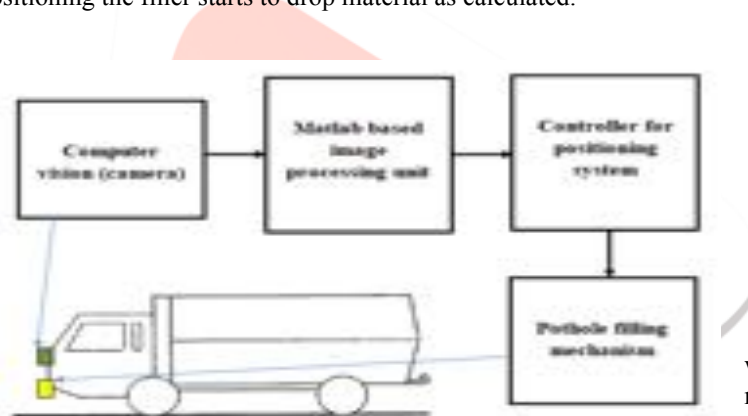 sitioning the filler starts to drop material as calculated.
Computer
vision (camera)
Matlab based
image
processing unit
Controller for
positioning
system
Pothole filling
mechanism